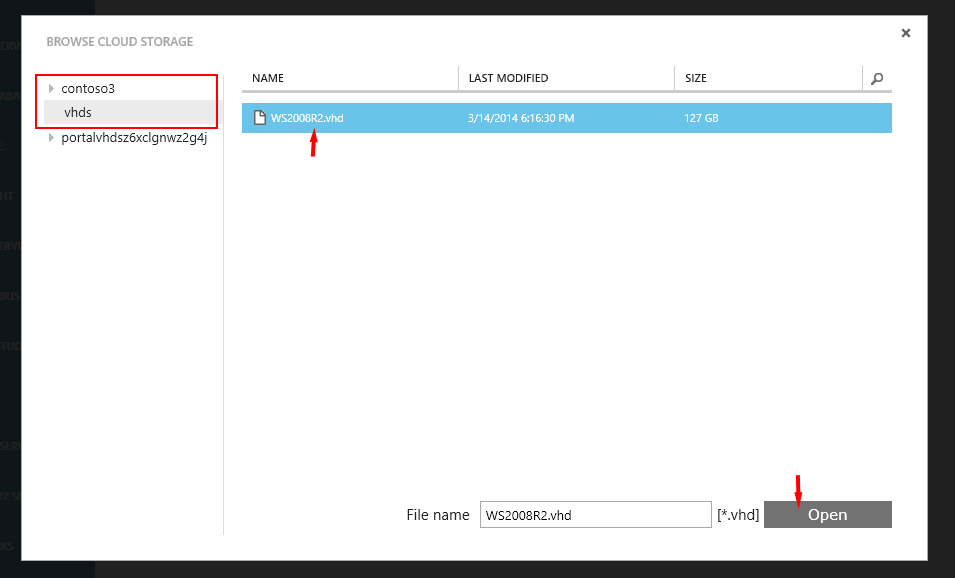 BROWSE CLOUD STORAGE
contoso3
vhds
portalvhdsz6xclgnwz2g4j
NAME LAST MODIFIED SIZE
WS2008R2.vhd 3/14/2014 6:16:30 PM 127 GB
File name WS2008R2.vhd [*.vhd] Open